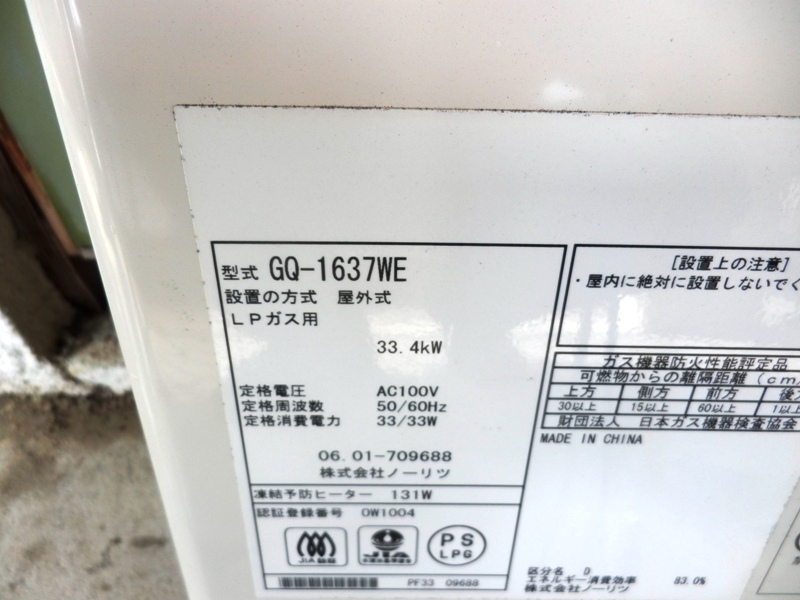 型式 GQ-1637WE
設置の方式 屋外式
LPガス用
33.4kW
定格電圧 AC100V
定格周波数 50/60Hz
定格消費電力 33/33W
06.01-709688
株式会社ノーリツ
凍結予防ヒーター 131W
認証登録番号 OW1004
JIA
JIA
PS
LPG
PF33 09688
[設置上の注意]
・屋内に絶対に設置しないでく
ガス機器防火性能評定品
可燃物からの離隔距離(cm
上方 側方 前方 後
30以上 15以上 60以上 1以
財団法人 日本ガス機器検査協会
MADE IN CHINA
区分名 D
エネルギー消費効率 83.0%
株式会社ノーリツ